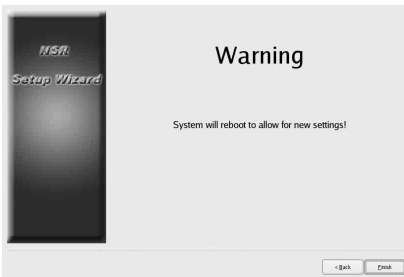 NSR
Setup Wizard
Warning
System will reboot to allow for new settings!
< Back
Finish